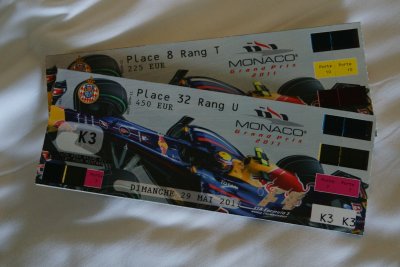 Place 8 Rang T
225 EUR
MONACO
Grand Prix
2011
Porte Porte
Place 32 Rang U
450 EUR
MONACO
Grand Prix
2011
K3
DIMANCHE 29 MAI 2011
K3 K3